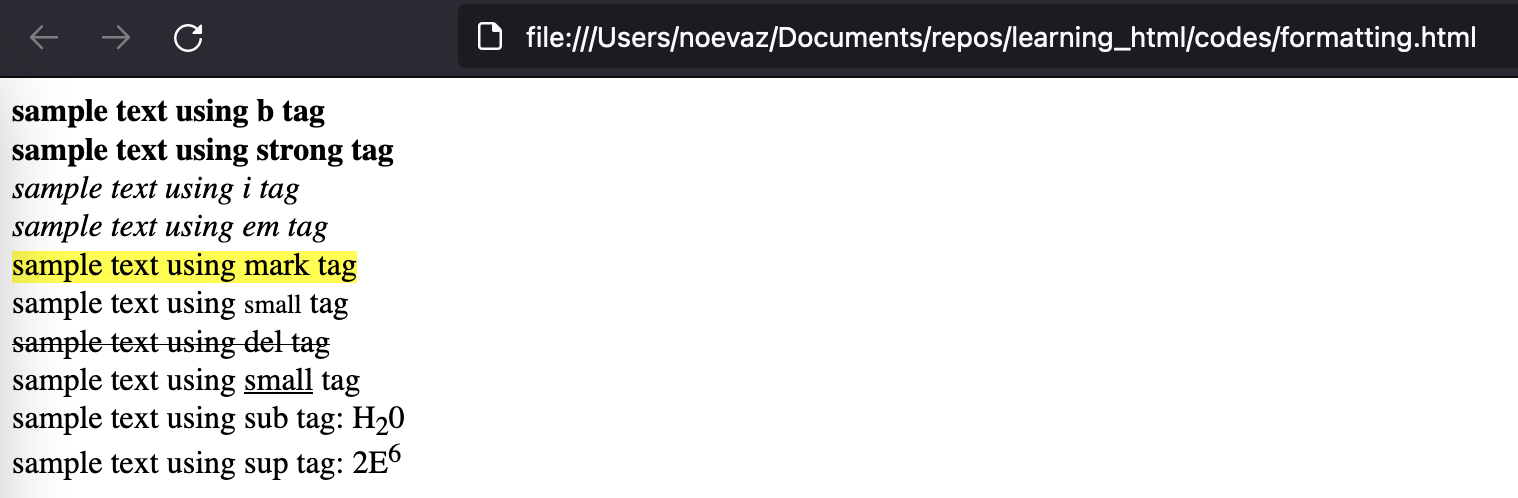 file:///Users/noevaz/Documents/repos/learning_html/codes/formatting.html
sample text using b tag
sample text using strong tag
sample text using i tag
sample text using em tag
sample text using mark tag
sample text using small tag
sample text using del tag
sample text using small tag
sample text using sub tag: H₂0
sample text using sup tag: 2E⁶